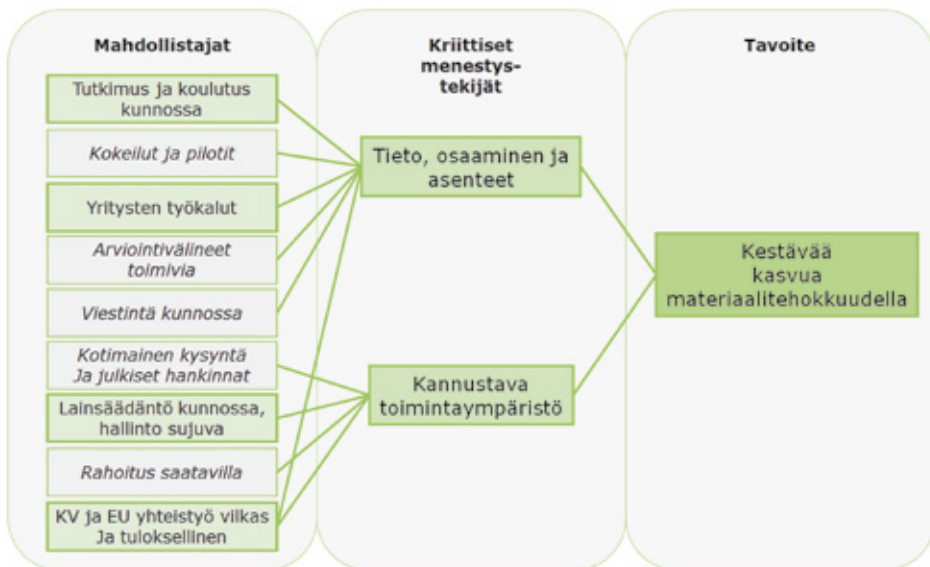 Mahdollistajat
Tutkimus ja koulutus
kunnossa
Kokeilut ja pilotit
Yritysten työkalut
Arviointivälineet
toimivia
Viestintä kunnossa
Kotimainen kysyntä
Ja julkiset hankinnat
Lainsäädäntö kunnossa,
hallinto sujuva
Rahoitus saatavilla
KV ja EU yhteistyö vilkas
Ja tuloksellinen
Kriittiset
menestys-
tekijät
Tieto, osaaminen ja
asenteet
Kannustava
toimintaympäristö
Tavoite
Kestävää
kasvua
materiaalitehokkuudella